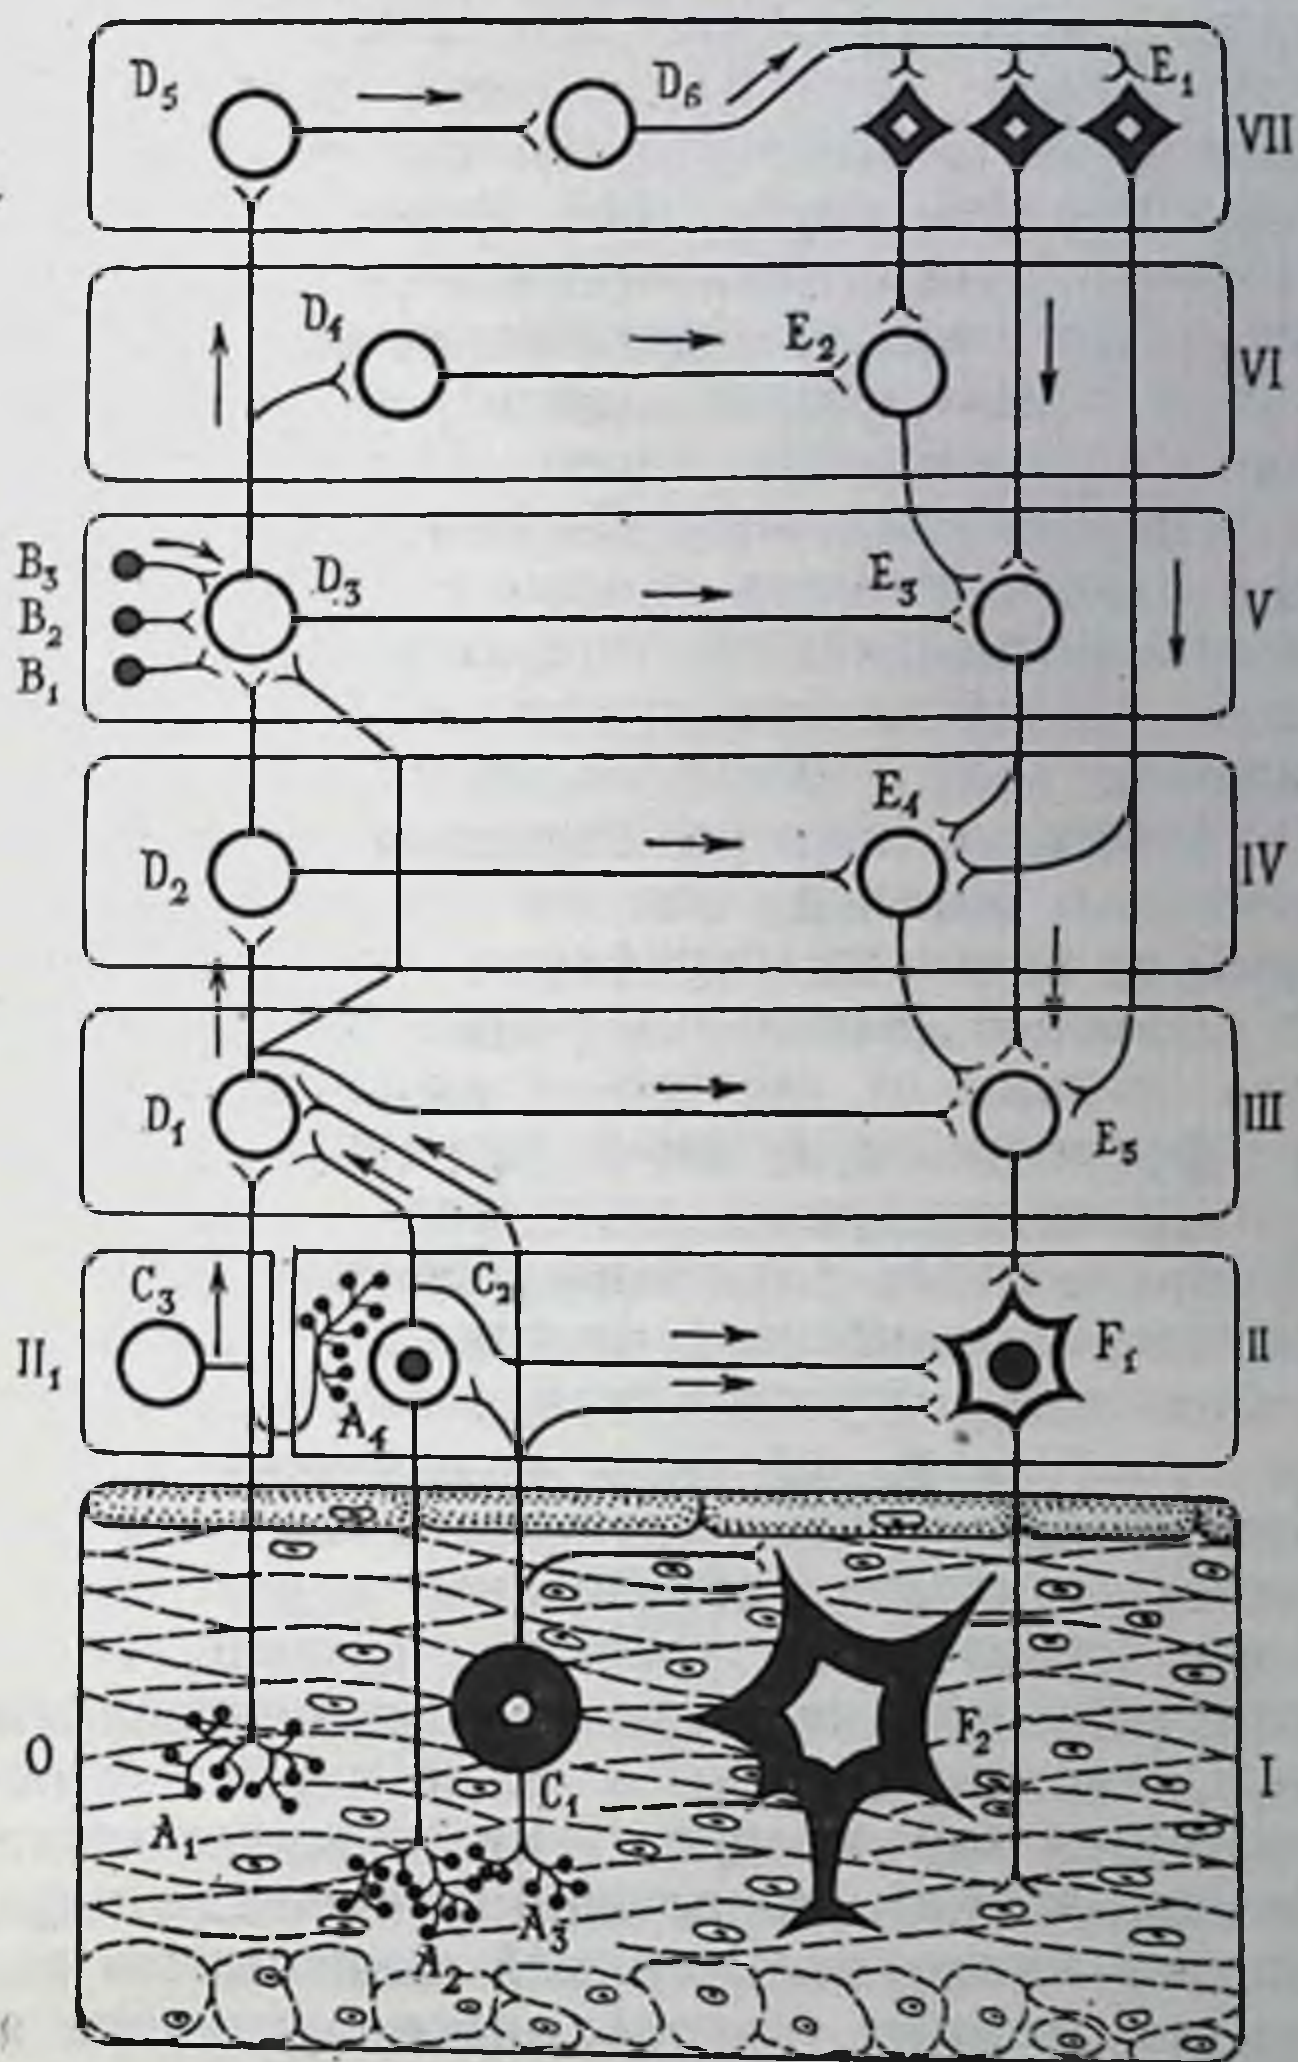 D₅ D₆ E₁ VII
D₄ E₂ VI
B₃ D₃ E₃ V
B₂
B₁
D₂ E₄ IV
D₁ E₅ III
C₃ C₂ F₁ II
II₁ A₄
O C₁ F₂ I
A₁ A₃
A₂